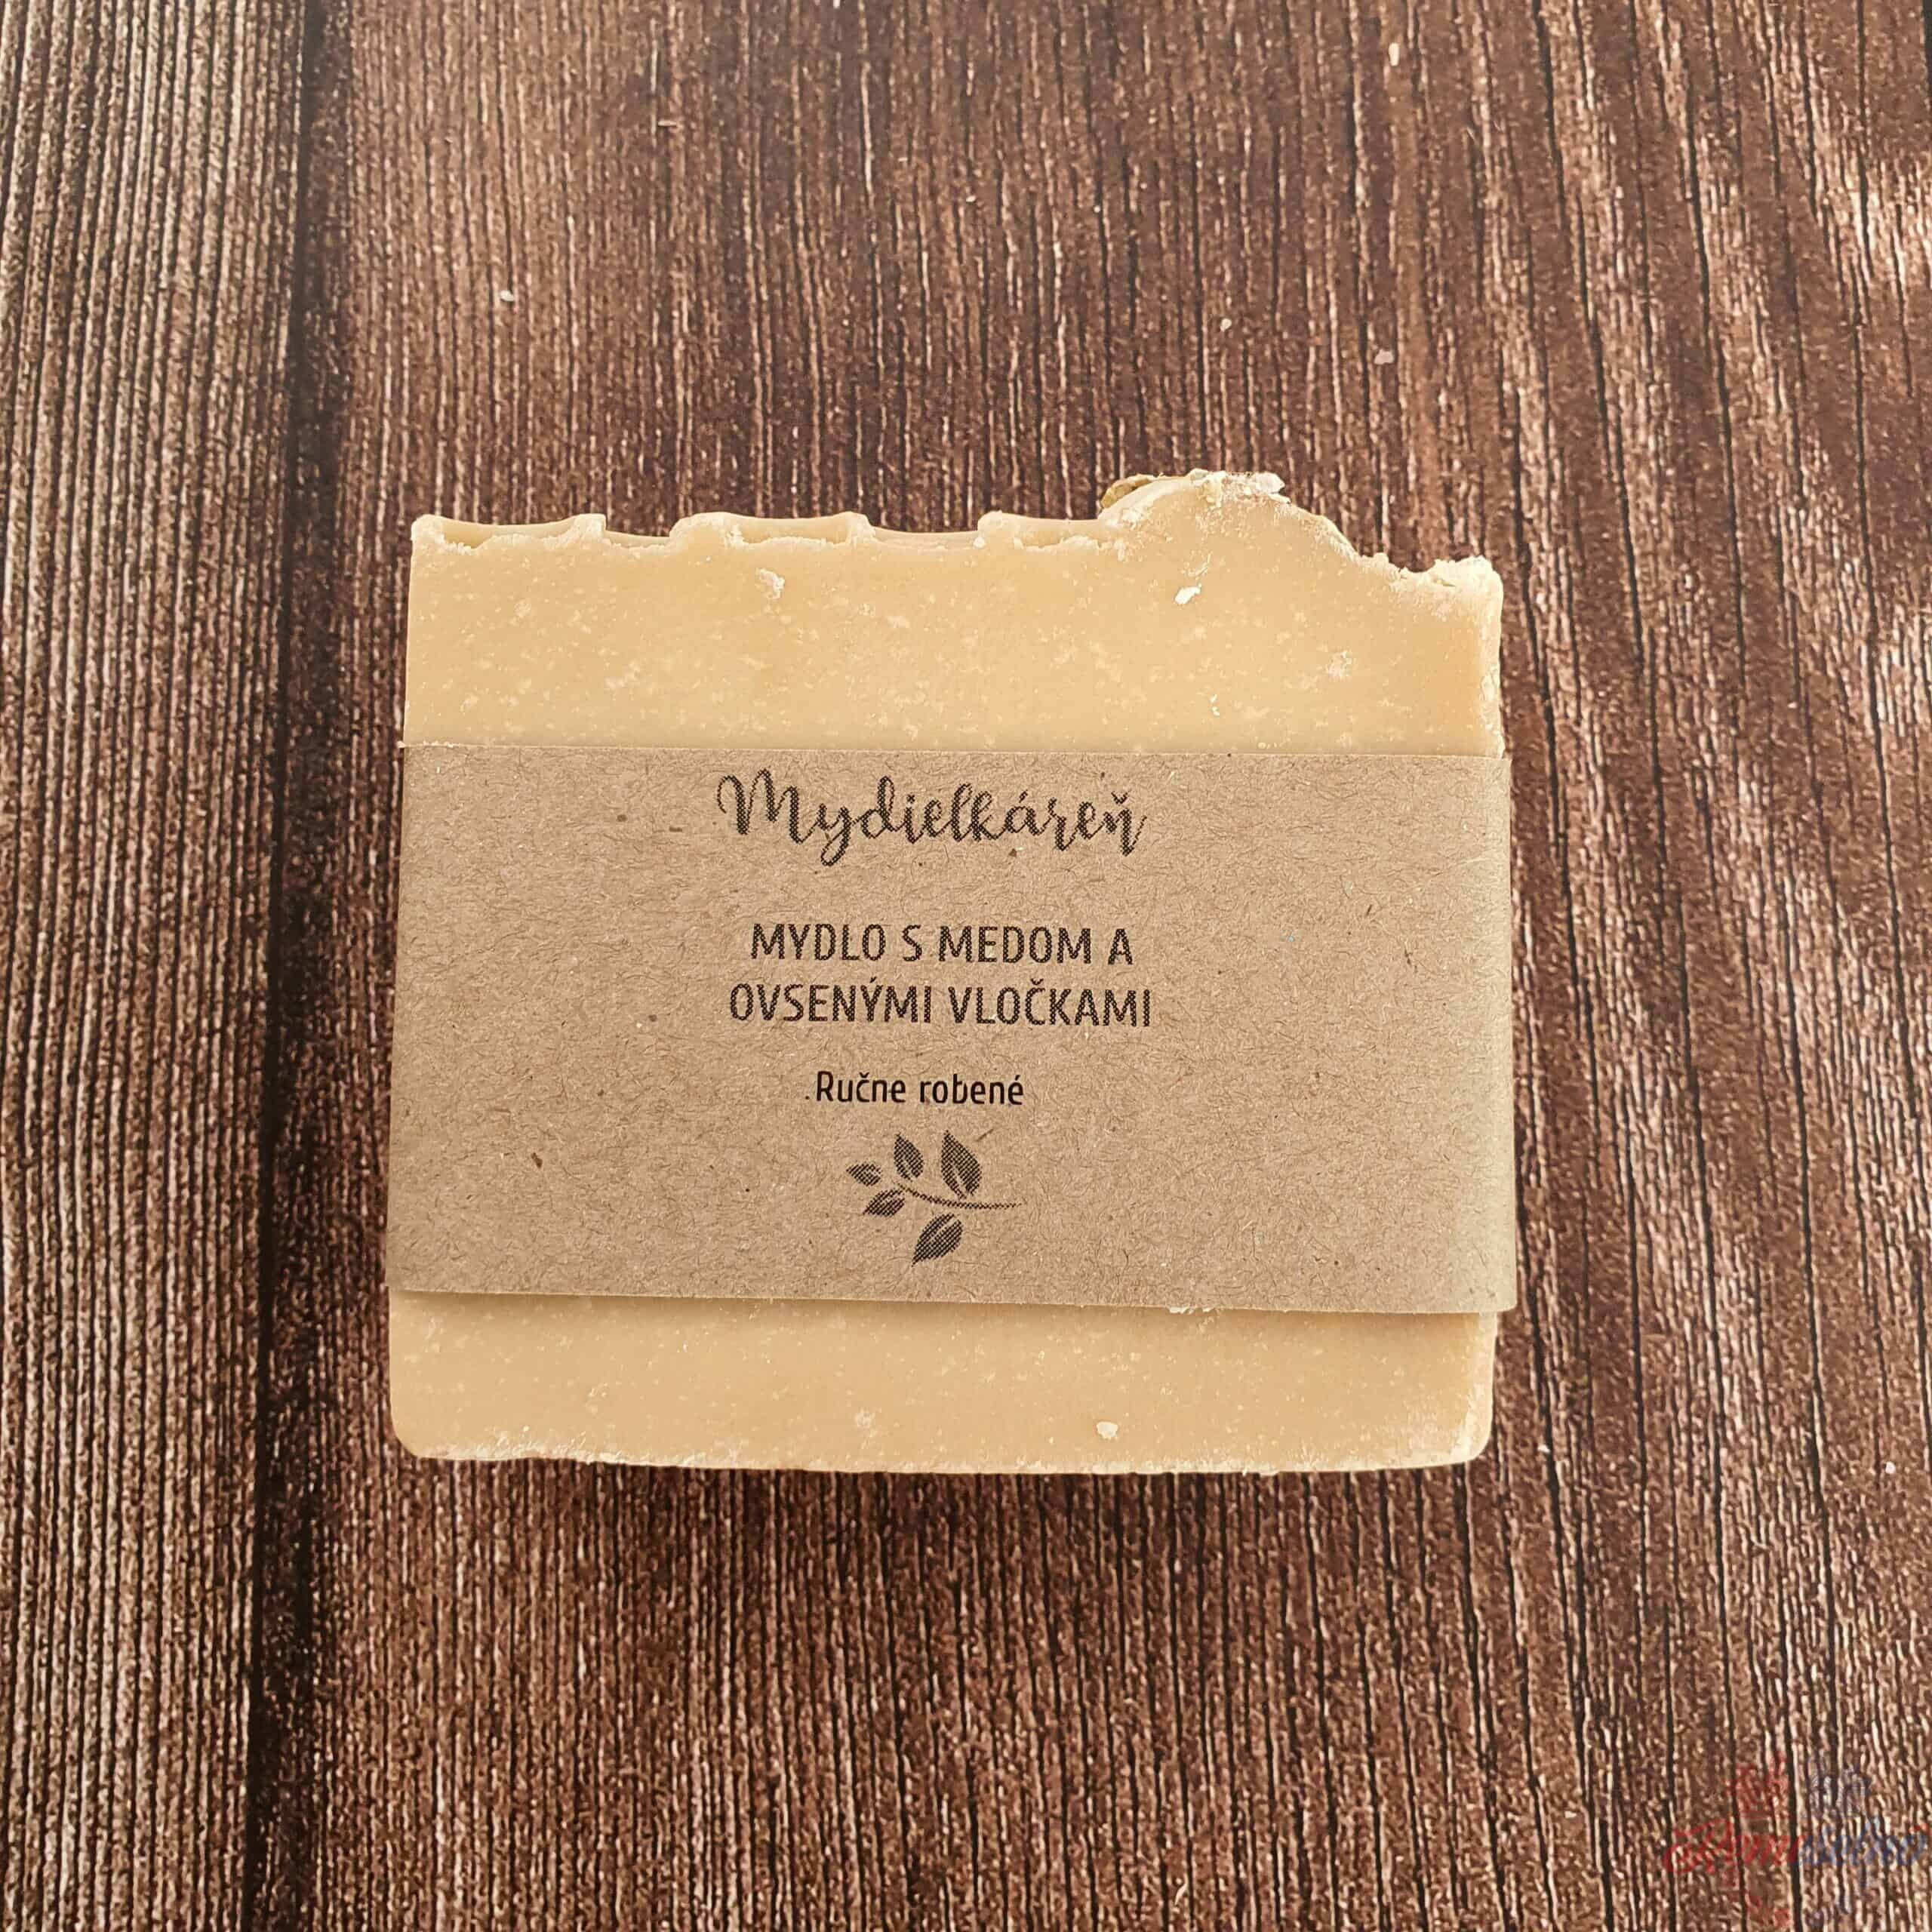 Mydielkáreň
MYDLO S MEDOM A
OVSENÝMI VLOČKAMI
Ručne robené